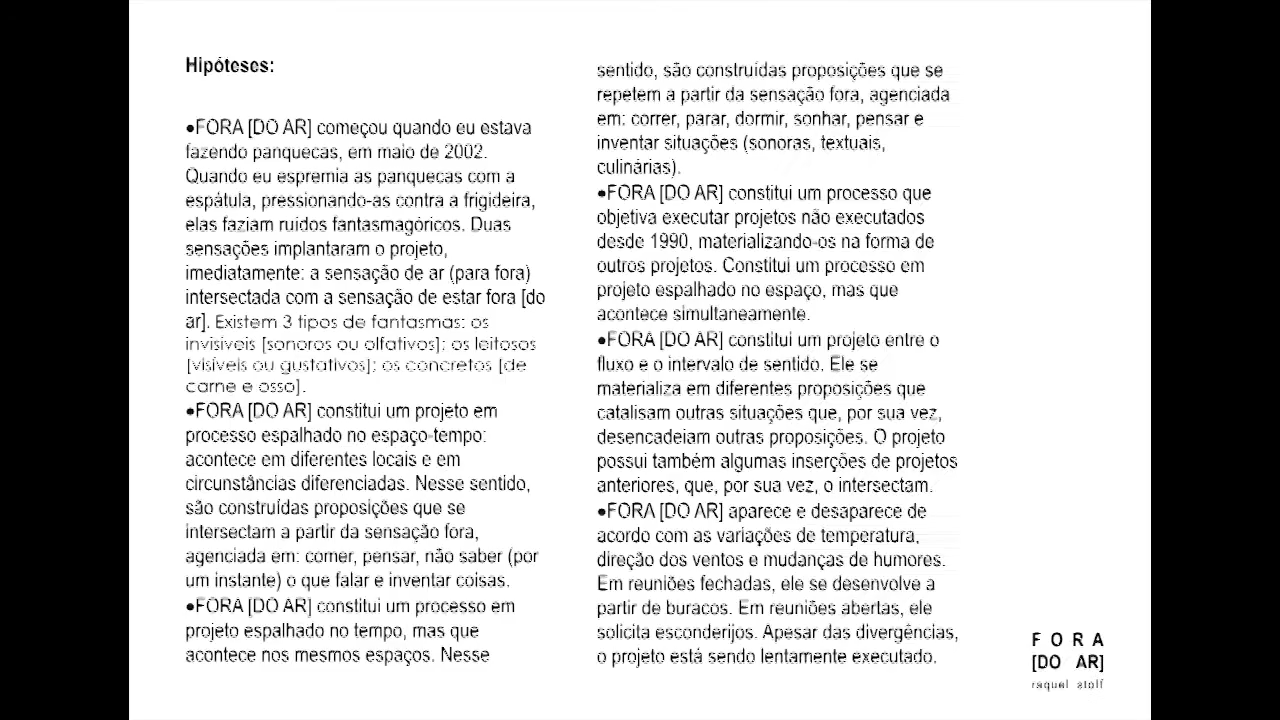 Hipóteses:
•FORA [DO AR] começou quando eu estava
fazendo panquecas, em maio de 2002.
Quando eu espremia as panquecas com a
espátula, pressionando-as contra a frigideira,
elas faziam ruídos fantasmagóricos. Duas
sensações implantaram o projeto,
imediatamente: a sensação de ar (para fora)
intersectada com a sensação de estar fora [do
ar]. Existem 3 tipos de fantasmas: os
invisíveis [sonoros ou olfativos]; os leitosos
[visíveis ou gustativos]; os concretos [de
carne e osso].
•FORA [DO AR] constitui um projeto em
processo espalhado no espaço-tempo:
acontece em diferentes locais e em
circunstâncias diferenciadas. Nesse sentido,
são construídas proposições que se
intersectam a partir da sensação fora,
agenciada em: comer, pensar, não saber (por
um instante) o que falar e inventar coisas.
•FORA [DO AR] constitui um processo em
projeto espalhado no tempo, mas que
acontece nos mesmos espaços. Nesse
sentido, são construídas proposições que se
repetem a partir da sensação fora, agenciada
em: correr, parar, dormir, sonhar, pensar e
inventar situações (sonoras, textuais,
culinárias).
•FORA [DO AR] constitui um processo que
objetiva executar projetos não executados
desde 1990, materializando-os na forma de
outros projetos. Constitui um processo em
projeto espalhado no espaço, mas que
acontece simultaneamente.
•FORA [DO AR] constitui um projeto entre o
fluxo e o intervalo de sentido. Ele se
materializa em diferentes proposições que
catalisam outras situações que, por sua vez,
desencadeiam outras proposições. O projeto
possui também algumas inserções de projetos
anteriores, que, por sua vez, o intersectam.
•FORA [DO AR] aparece e desaparece de
acordo com as variações de temperatura,
direção dos ventos e mudanças de humores.
Em reuniões fechadas, ele se desenvolve a
partir de buracos. Em reuniões abertas, ele
solicita esconderijos. Apesar das divergências,
o projeto está sendo lentamente executado.
FORA
[DO AR]
raquel stolf